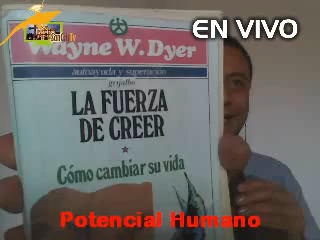 EN VIVO
Wayne W. Dyer
autoayuda y superación
grijalbo
LA FUERZA
DE CREER
Cómo cambiar su vida
Potencial Humano